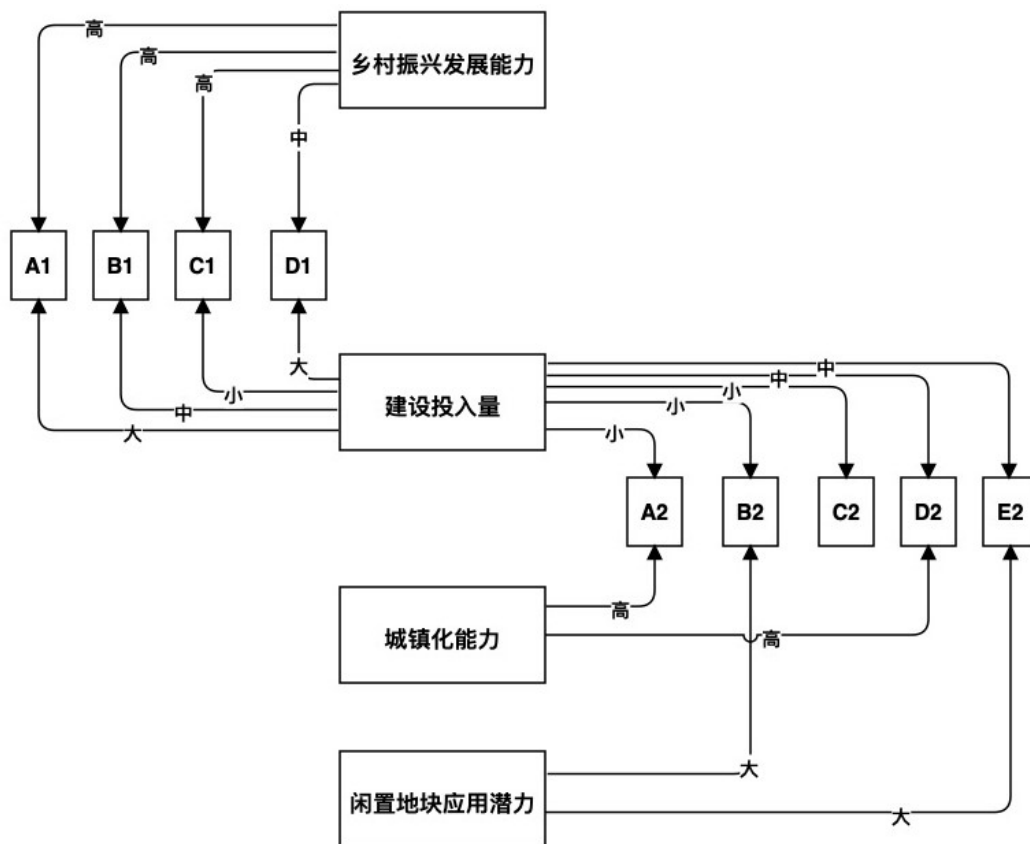 高
乡村振兴发展能力
高
高
中
A1
B1
C1
D1
大
建设投入量
中
中
小
小
小
中
大
小
A2
B2
C2
D2
E2
城镇化能力
高
高
大
闲置地块应用潜力
大